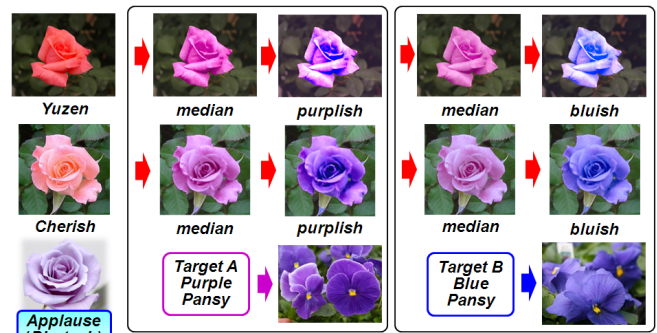 Yuzen
median
purplish
median
bluish
Cherish
median
purplish
median
bluish
Target A
Purple
Pansy
Target B
Blue
Pansy
Applause